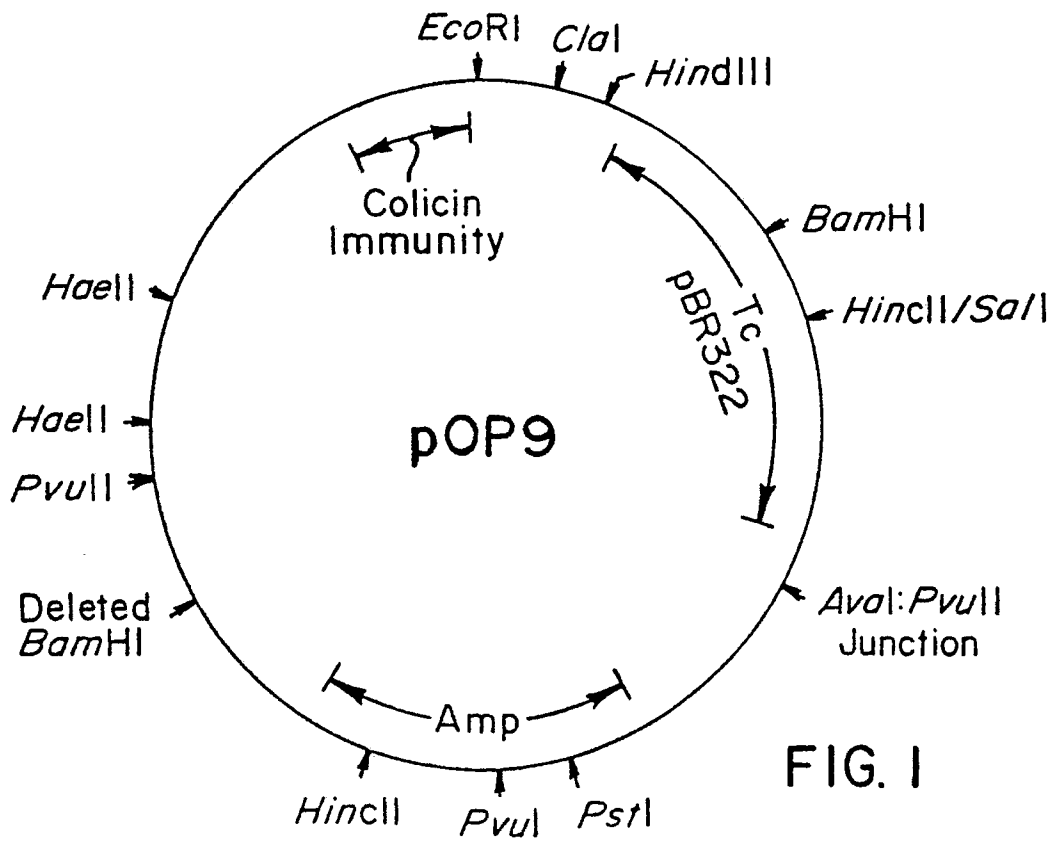 EcoRI
ClaI
HindIII
Colicin
Immunity
BamHI
HaeII
Tc
pBR322
HincII/SalI
HaeII
pOP9
PvuII
Deleted
BamHI
AvaI:PvuII
Junction
Amp
FIG. 1
HincII
PvuI
PstI